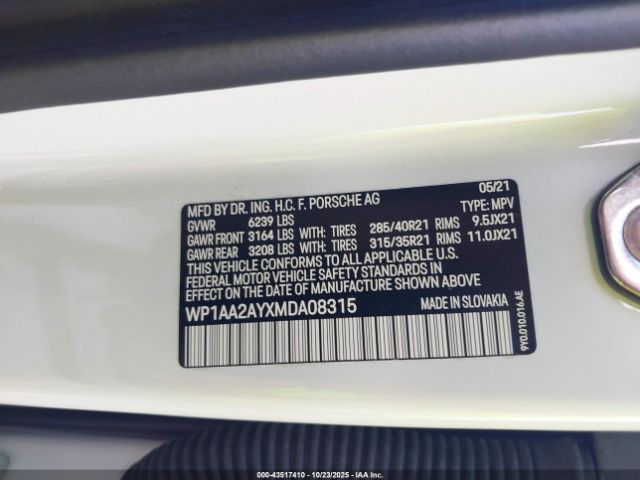 MFD BY DR. ING. H.C. F. PORSCHE AG 05/21
GVWR 6239 LBS TYPE: MPV
GAWR FRONT 3164 LBS WITH: TIRES 285/40R21 RIMS 9.5JX21
GAWR REAR 3208 LBS WITH: TIRES 315/35R21 RIMS 11.0JX21
THIS VEHICLE CONFORMS TO ALL APPLICABLE U.S.
FEDERAL MOTOR VEHICLE SAFETY STANDARDS IN
EFFECT ON THE DATE OF MANUFACTURE SHOWN ABOVE
WP1AA2AYXMDA08315 MADE IN SLOVAKIA
9Y0.010.016.AE
000-43517410 | 10/23/2025 | IAAI.com